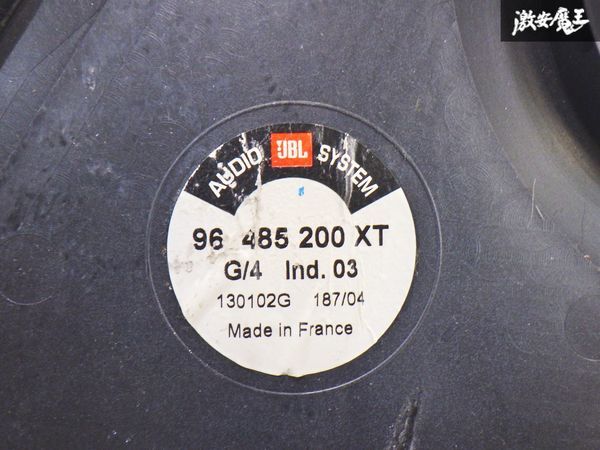 激安魔王
AUDIO JBL SYSTEM
96 485 200 XT
G/4 Ind. 03
130102G 187/04
Made in France